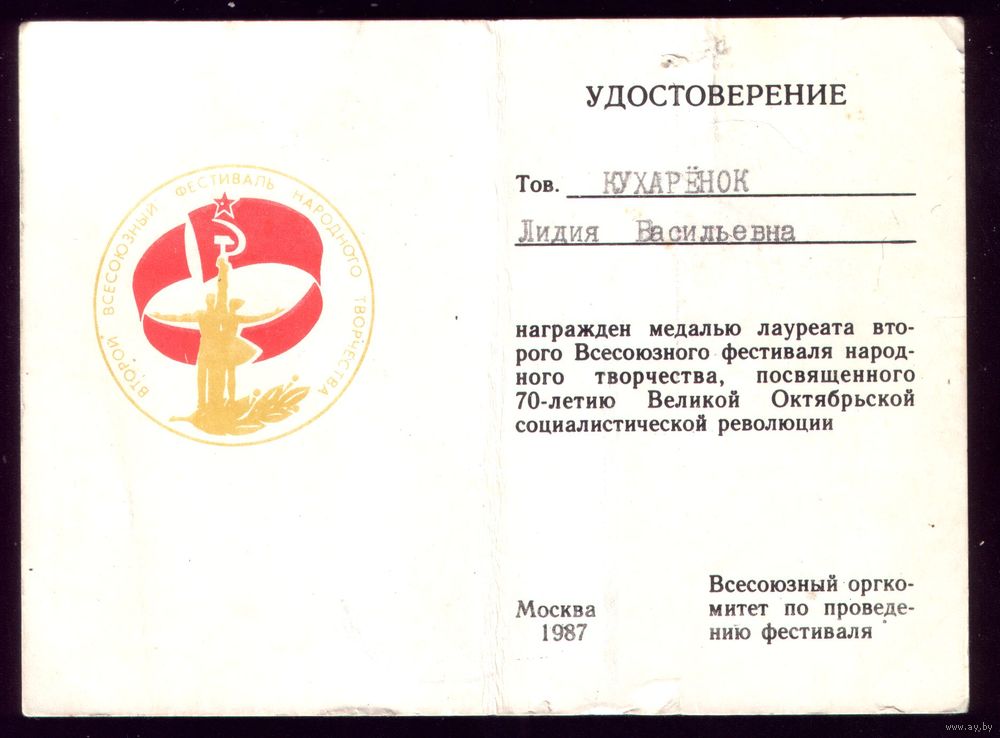 ВТОРОЙ ВСЕСОЮЗНЫЙ ФЕСТИВАЛЬ НАРОДНОГО ТВОРЧЕСТВА
УДОСТОВЕРЕНИЕ
Тов. КУХАРЁНОК
Лидия Васильевна
награжден медалью лауреата вто-
рого Всесоюзного фестиваля народ-
ного творчества, посвященного
70-летию Великой Октябрьской
социалистической революции
Москва
1987
Всесоюзный оргко-
митет по проведе-
нию фестиваля
www.ay.by